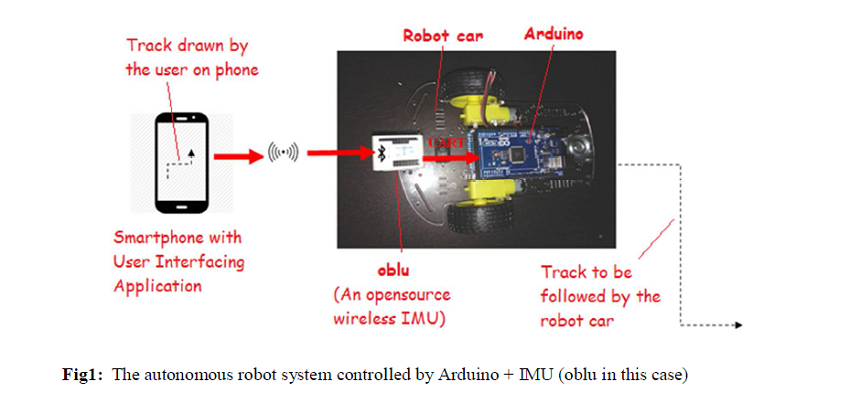 Robot car
Arduino
Track drawn by
the user on phone
UART
Smartphone with
User Interfacing
Application
oblu
(An opensource
wireless IMU)
Track to be
followed by the
robot car
Fig1: The autonomous robot system controlled by Arduino + IMU (oblu in this case)